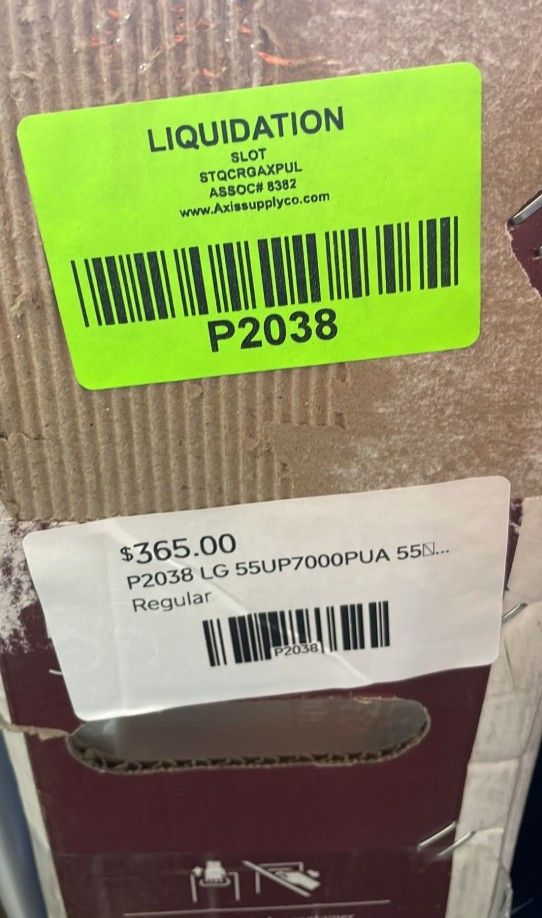 LIQUIDATION
SLOT
STQCRGAXPUL
ASSOC# 8382
www.Axissupplyco.com
P2038
$365.00
P2038 LG 55UP7000PUA 55...
Regular
P2038